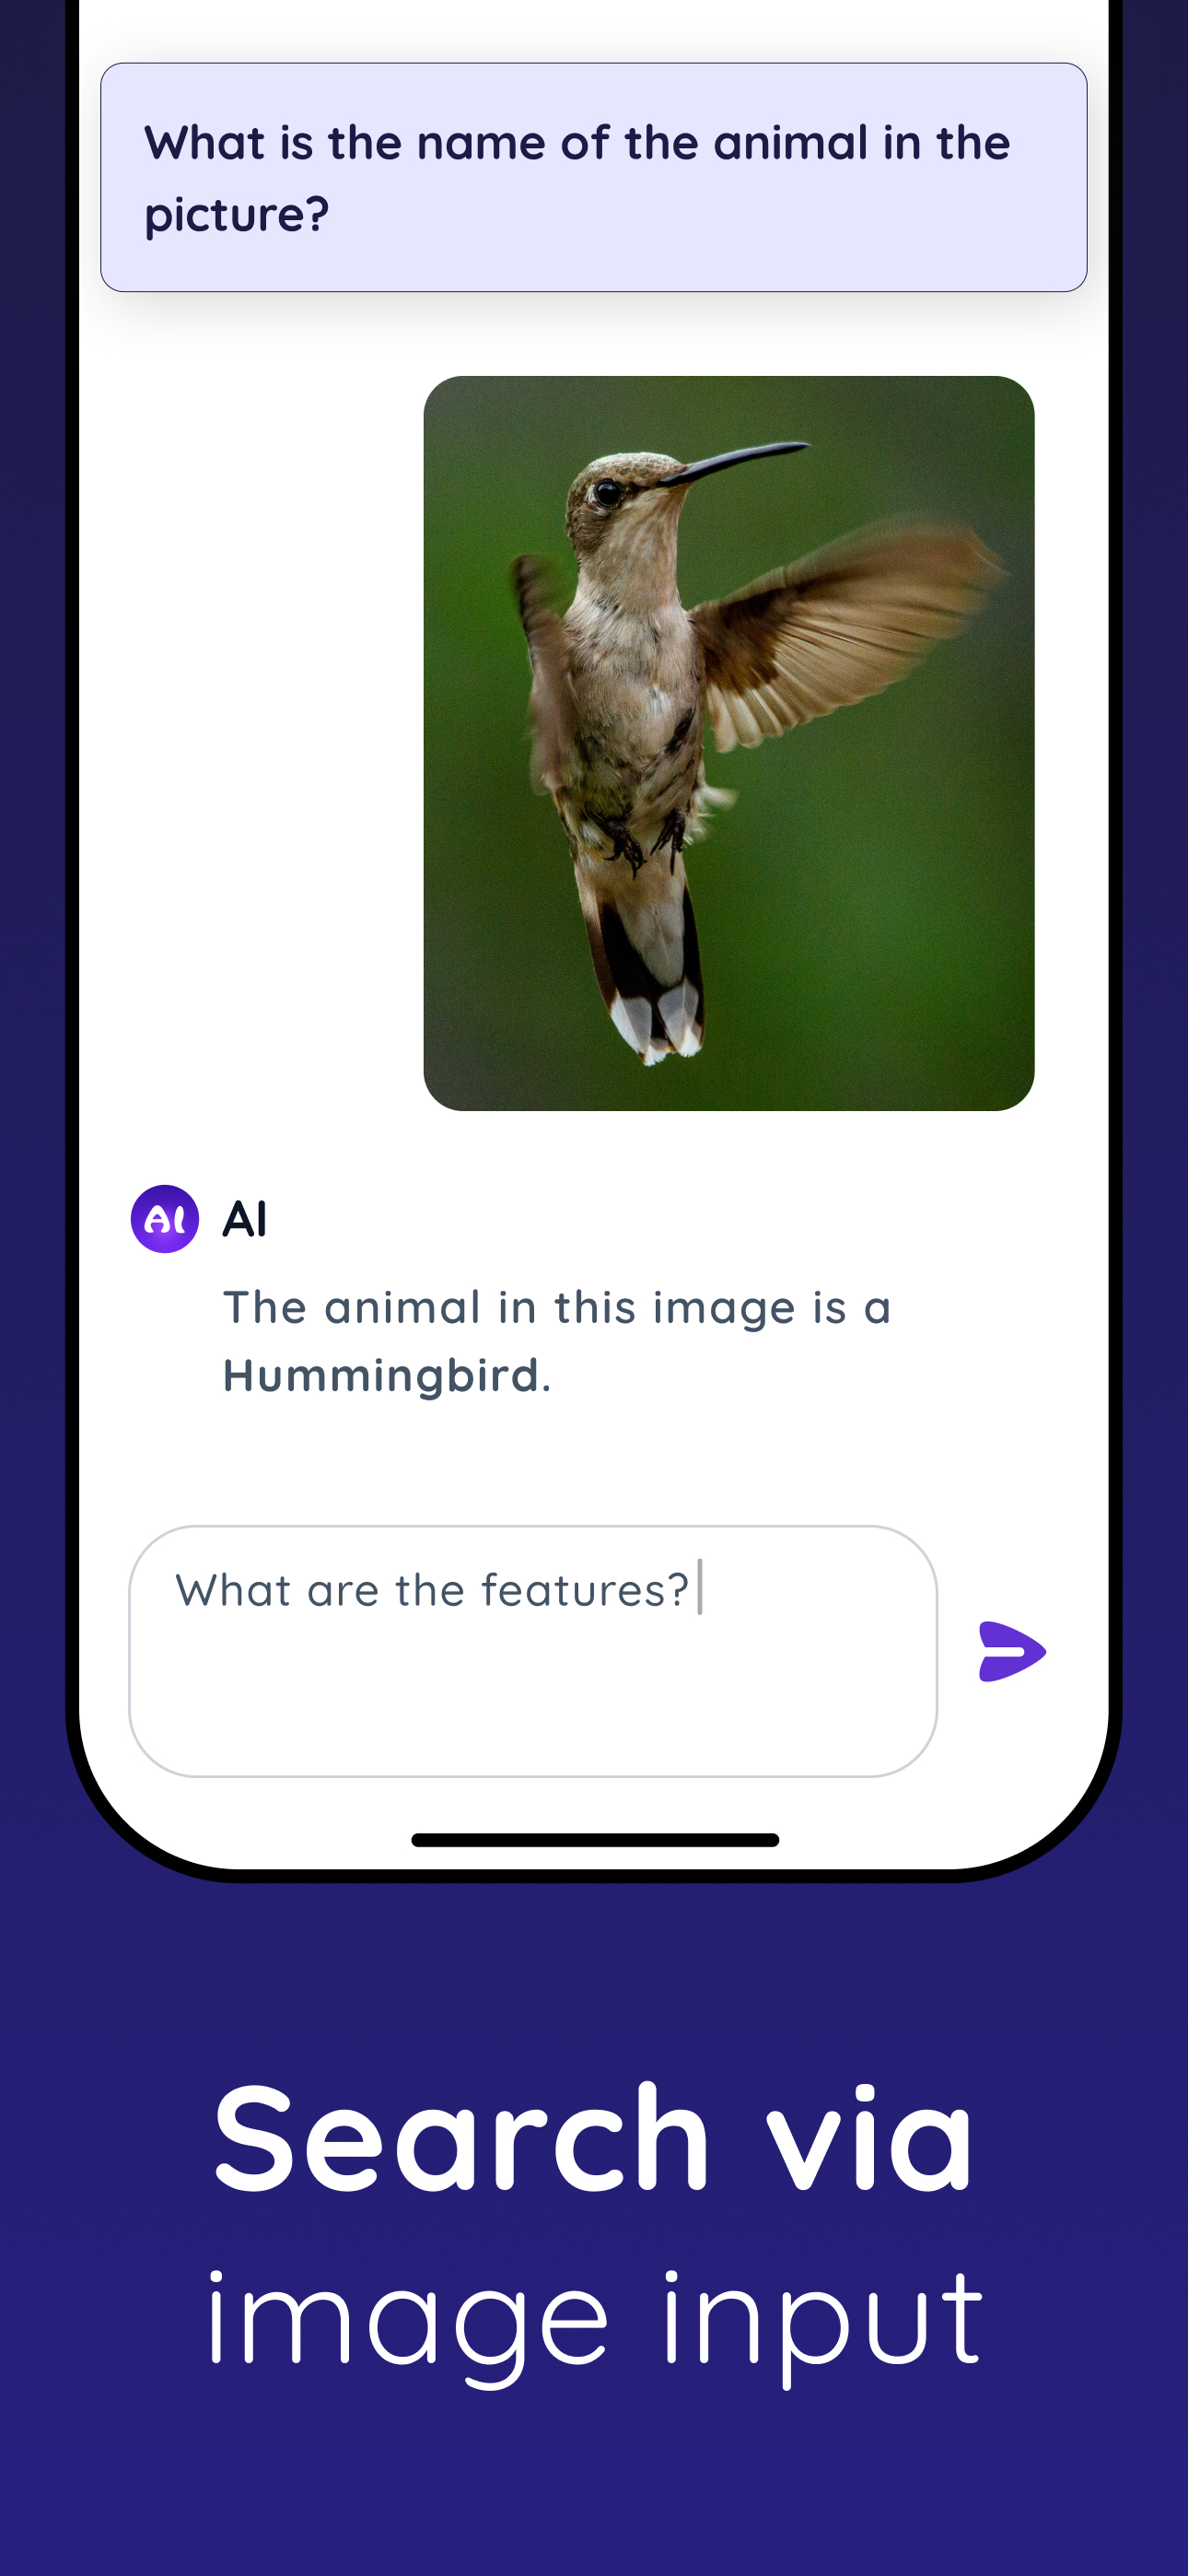 What is the name of the animal in the
picture?
AI AI
The animal in this image is a
Hummingbird.
What are the features?
Search via
image input